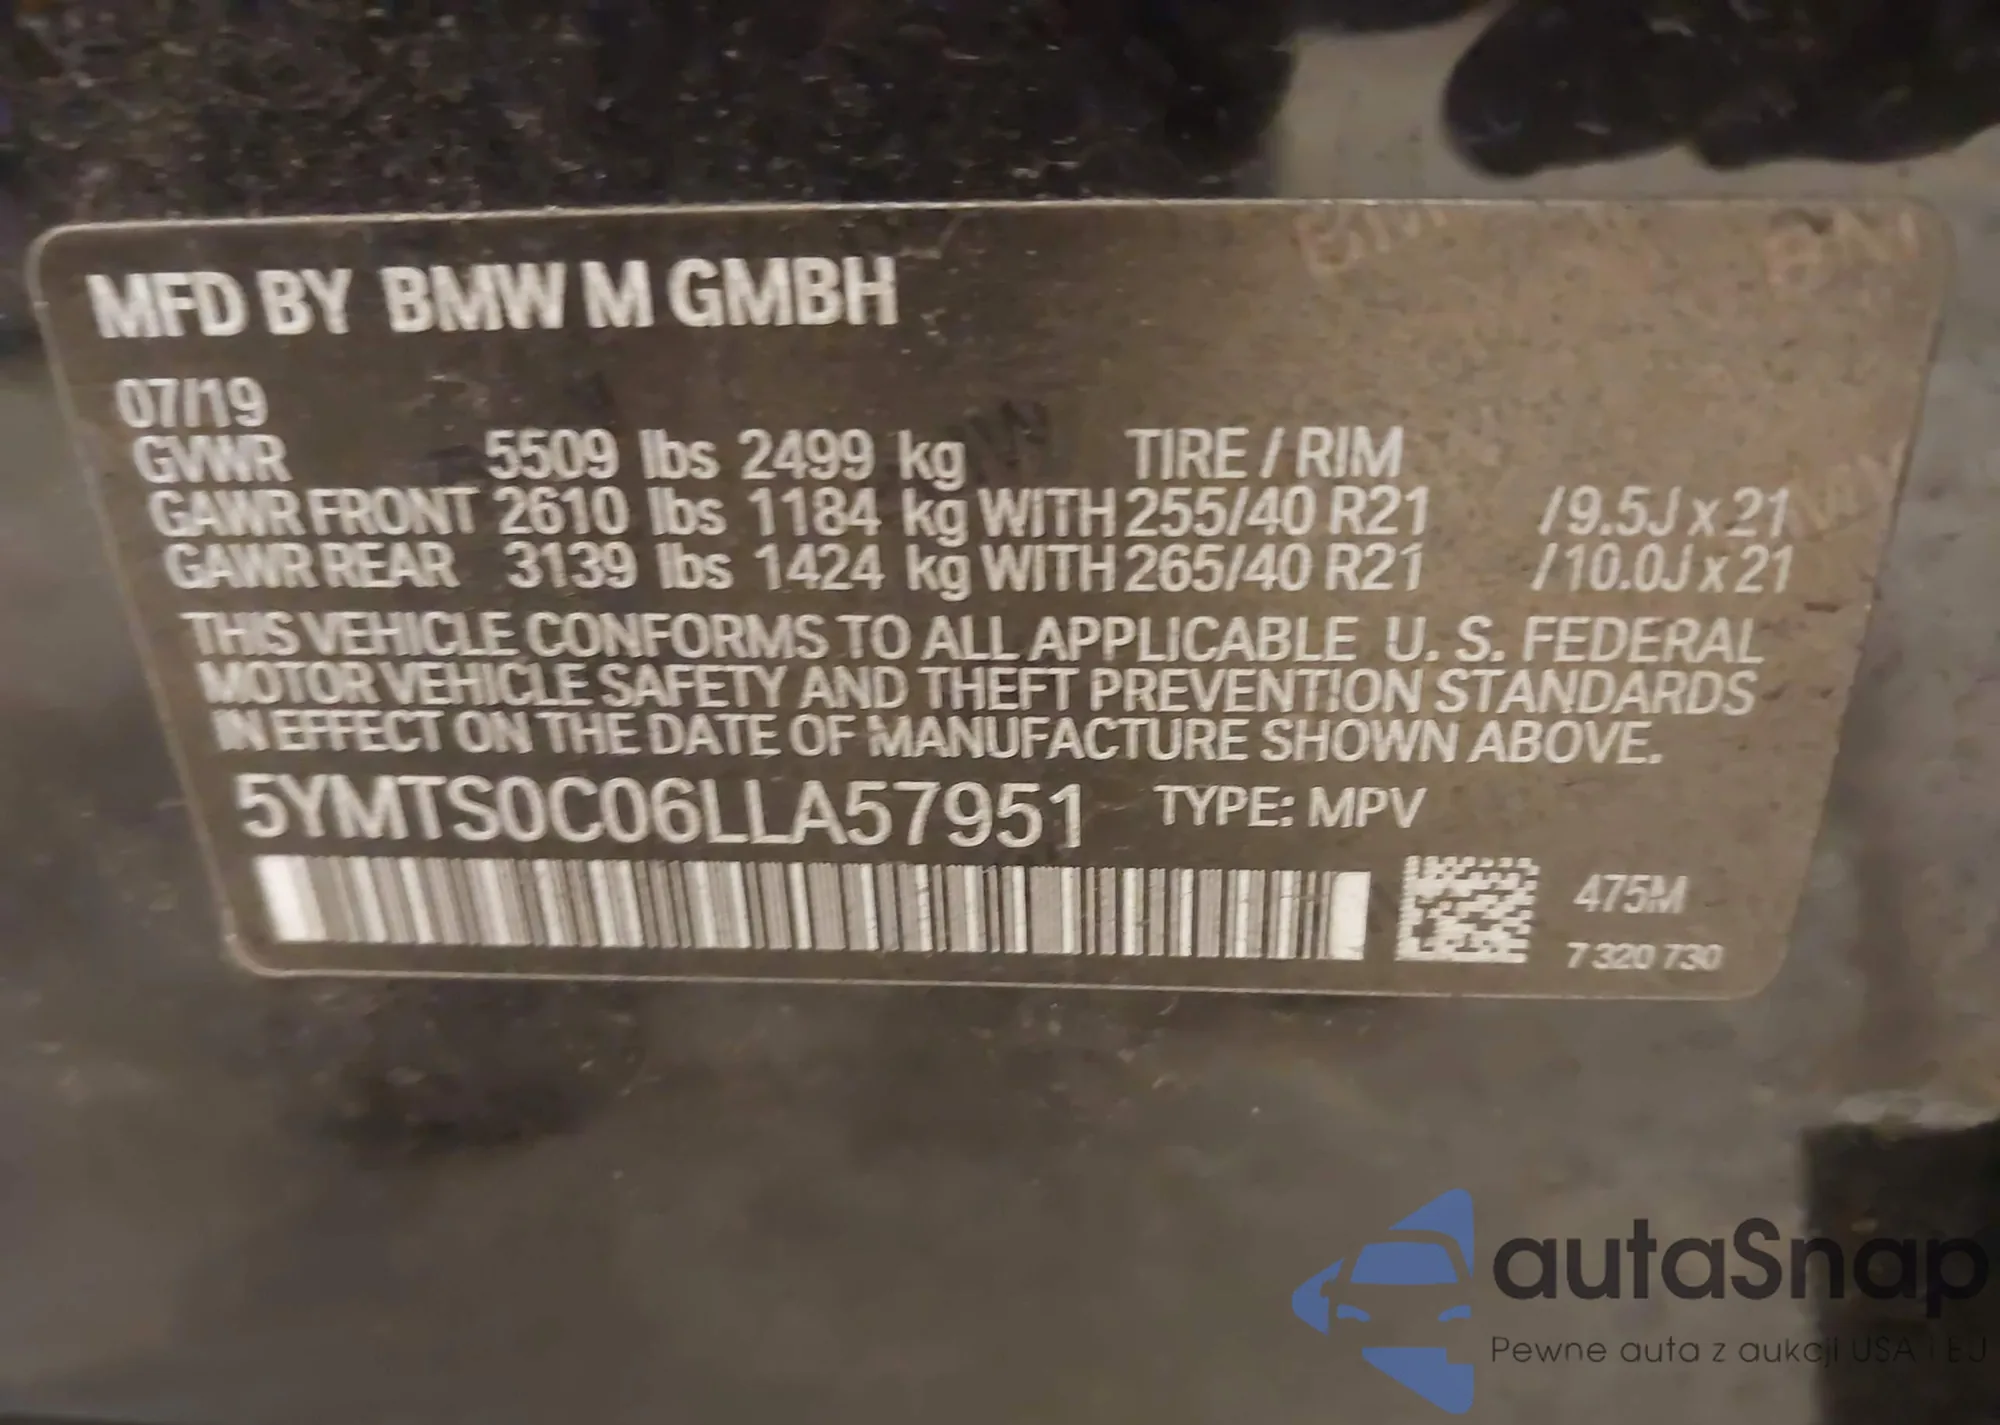 MFD BY BMW M GMBH
07/19
GVWR 5509 lbs 2499 kg TIRE / RIM
GAWR FRONT 2610 lbs 1184 kg WITH 255/40 R21 /9.5J x 21
GAWR REAR 3139 lbs 1424 kg WITH 265/40 R21 /10.0J x 21
THIS VEHICLE CONFORMS TO ALL APPLICABLE U. S. FEDERAL
MOTOR VEHICLE SAFETY AND THEFT PREVENTION STANDARDS
IN EFFECT ON THE DATE OF MANUFACTURE SHOWN ABOVE.
5YMTS0C06LLA57951 TYPE: MPV
475M
7 320 730
autaSnap
Pewne auta z aukcji USA i EU